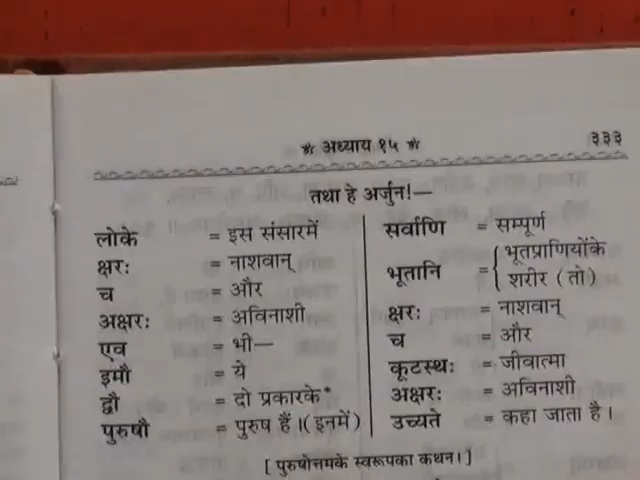 * अध्याय १५ *
३३३
तथा हे अर्जुन!—
लोके = इस संसारमें
क्षरः = नाशवान्
च = और
अक्षरः = अविनाशी
एव = भी—
इमौ = ये
द्वौ = दो प्रकारके*
पुरुषौ = पुरुष हैं।(इनमें)
सर्वाणि = सम्पूर्ण
भूतानि = { भूतप्राणियोंके
शरीर (तो)
क्षरः = नाशवान्
च = और
कूटस्थः = जीवात्मा
अक्षरः = अविनाशी
उच्यते = कहा जाता है।
[ पुरुषोत्तमके स्वरूपका कथन। ]